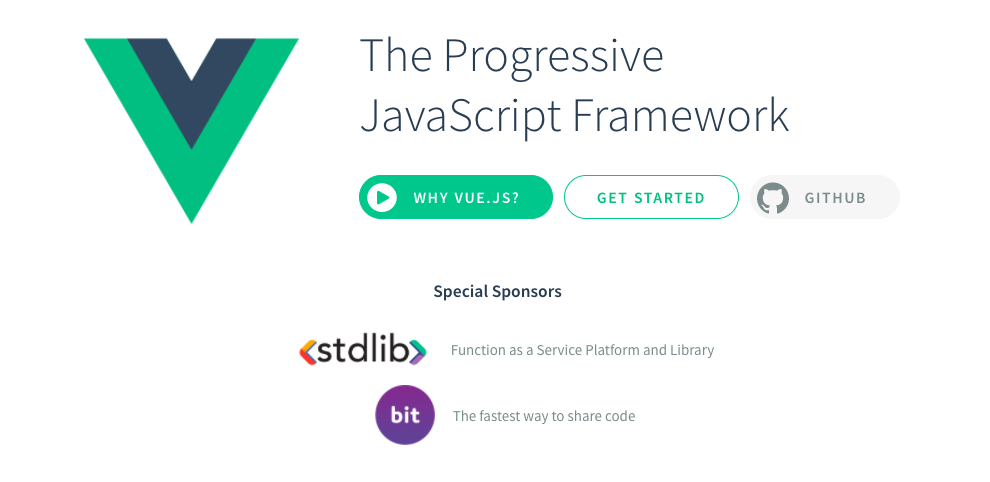 The Progressive
JavaScript Framework
WHY VUE.JS?
GET STARTED
GITHUB
Special Sponsors
<stdlib>
Function as a Service Platform and Library
bit
The fastest way to share code